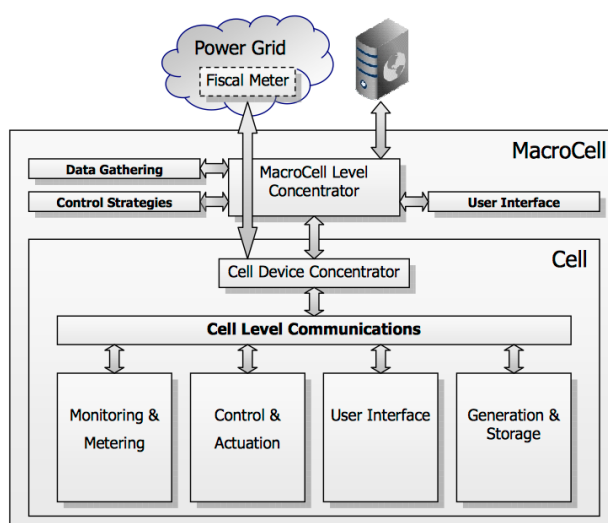 Power Grid
Fiscal Meter
MacroCell
Data Gathering
MacroCell Level
Concentrator
Control Strategies
User Interface
Cell
Cell Device Concentrator
Cell Level Communications
Monitoring &
Metering
Control &
Actuation
User Interface
Generation &
Storage